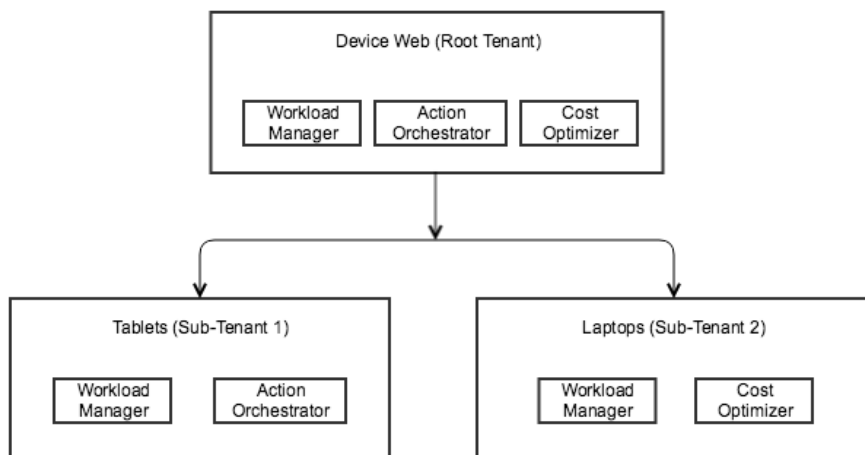 Device Web (Root Tenant)
Workload
Manager
Action
Orchestrator
Cost
Optimizer
Tablets (Sub-Tenant 1)
Workload
Manager
Action
Orchestrator
Laptops (Sub-Tenant 2)
Workload
Manager
Cost
Optimizer